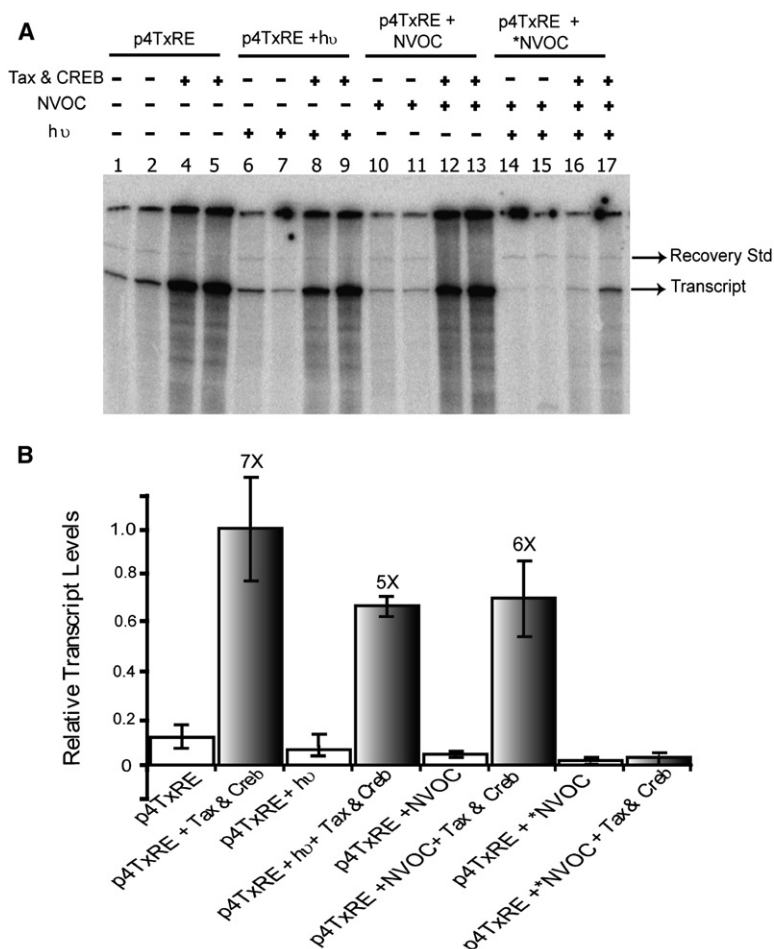 A
p4TxRE
p4TxRE +hυ
p4TxRE +
NVOC
p4TxRE +
*NVOC
Tax & CREB - - + + - - + + - - + + - - + +
NVOC - - - - - - - - + + + + + + + +
hυ - - - - + + + + - - - - + + + +
1 2 4 5 6 7 8 9 10 11 12 13 14 15 16 17
Recovery Std
Transcript
B
Relative Transcript Levels
1.0
0.8
0.6
0.4
0.2
0
7X
5X
6X
p4TxRE
p4TxRE + Tax & Creb
p4TxRE + hυ
p4TxRE + hυ + Tax & Creb
p4TxRE +NVOC
p4TxRE +NVOC+ Tax & Creb
p4TxRE + *NVOC
p4TxRE +*NVOC + Tax & Creb